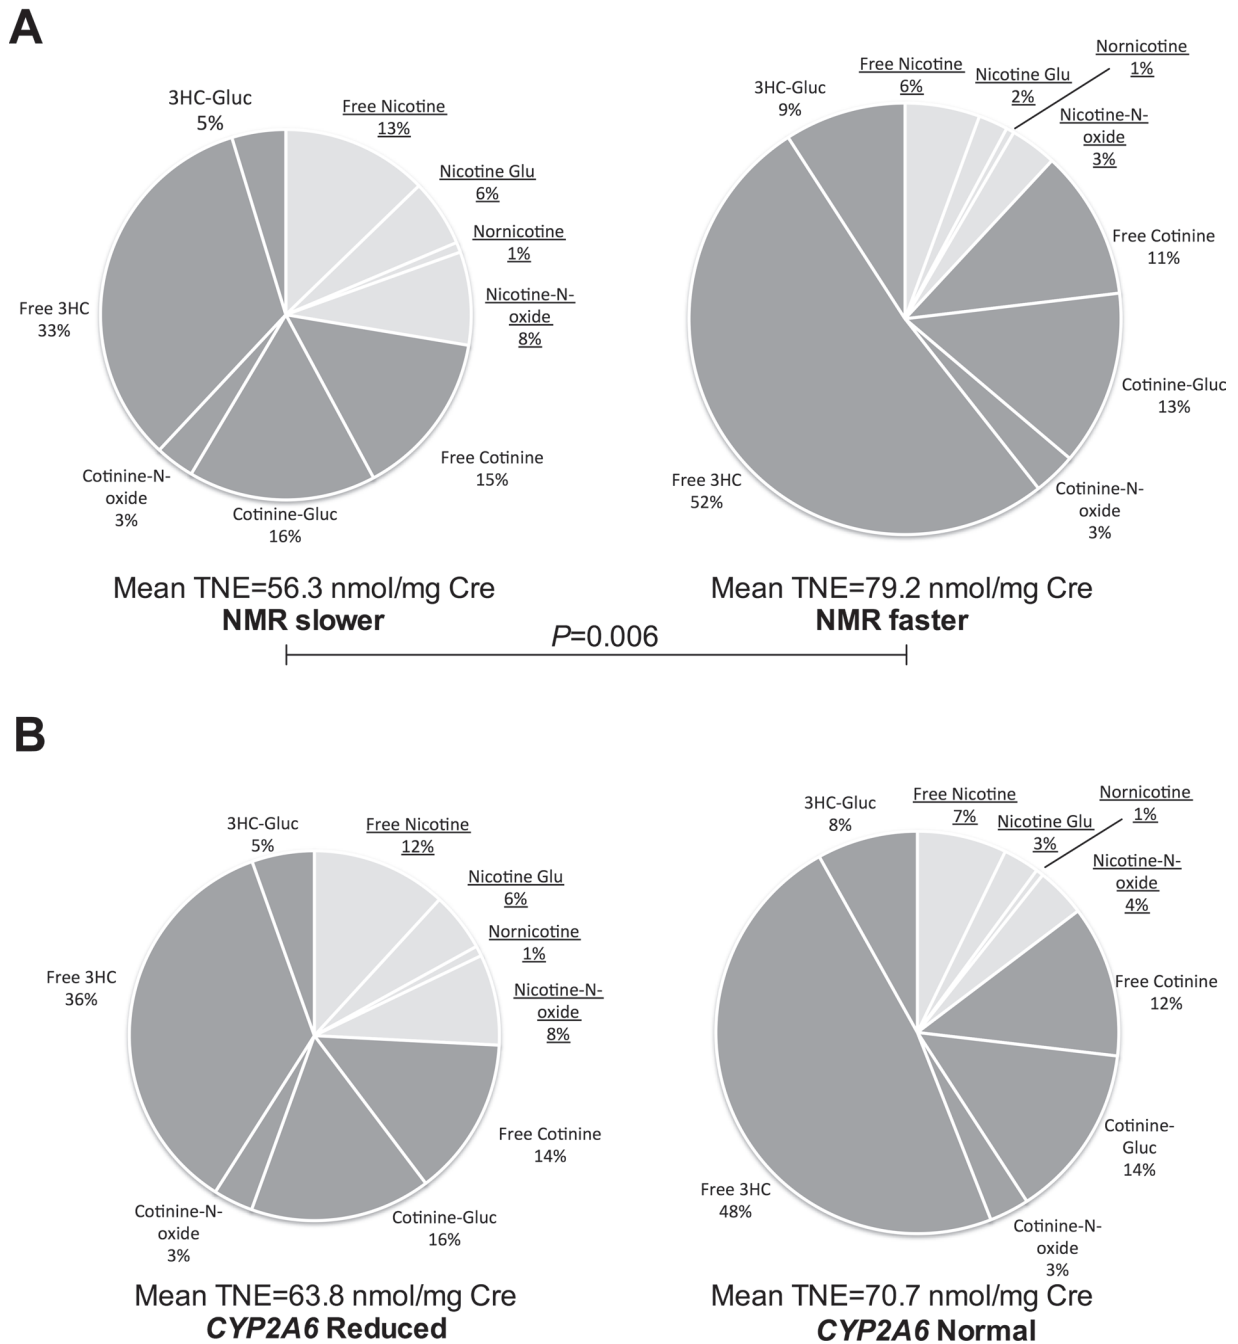 A
3HC-Gluc
5%
Free Nicotine
13%
Nicotine Glu
6%
Nornicotine
1%
Nicotine-N-
oxide
8%
Free Cotinine
15%
Cotinine-Gluc
16%
Cotinine-N-
oxide
3%
Free 3HC
33%
Mean TNE=56.3 nmol/mg Cre
NMR slower
3HC-Gluc
9%
Free Nicotine
6%
Nicotine Glu
2%
Nornicotine
1%
Nicotine-N-
oxide
3%
Free Cotinine
11%
Cotinine-Gluc
13%
Cotinine-N-
oxide
3%
Free 3HC
52%
Mean TNE=79.2 nmol/mg Cre
NMR faster
P=0.006
B
3HC-Gluc
5%
Free Nicotine
12%
Nicotine Glu
6%
Nornicotine
1%
Nicotine-N-
oxide
8%
Free Cotinine
14%
Cotinine-Gluc
16%
Cotinine-N-
oxide
3%
Free 3HC
36%
Mean TNE=63.8 nmol/mg Cre
CYP2A6 Reduced
3HC-Gluc
8%
Free Nicotine
7%
Nicotine Glu
3%
Nornicotine
1%
Nicotine-N-
oxide
4%
Free Cotinine
12%
Cotinine-
Gluc
14%
Cotinine-N-
oxide
3%
Free 3HC
48%
Mean TNE=70.7 nmol/mg Cre
CYP2A6 Normal